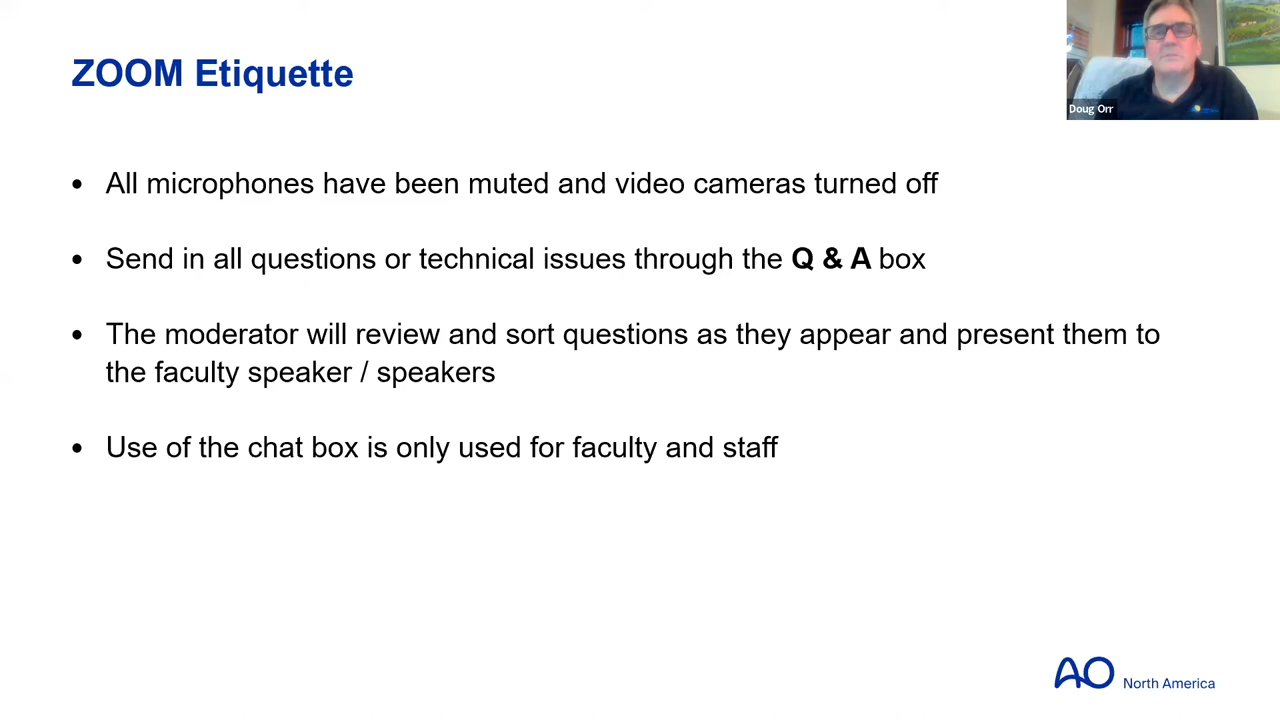 ZOOM Etiquette
Doug Orr
• All microphones have been muted and video cameras turned off
• Send in all questions or technical issues through the Q & A box
• The moderator will review and sort questions as they appear and present them to
the faculty speaker / speakers
• Use of the chat box is only used for faculty and staff
AO North America